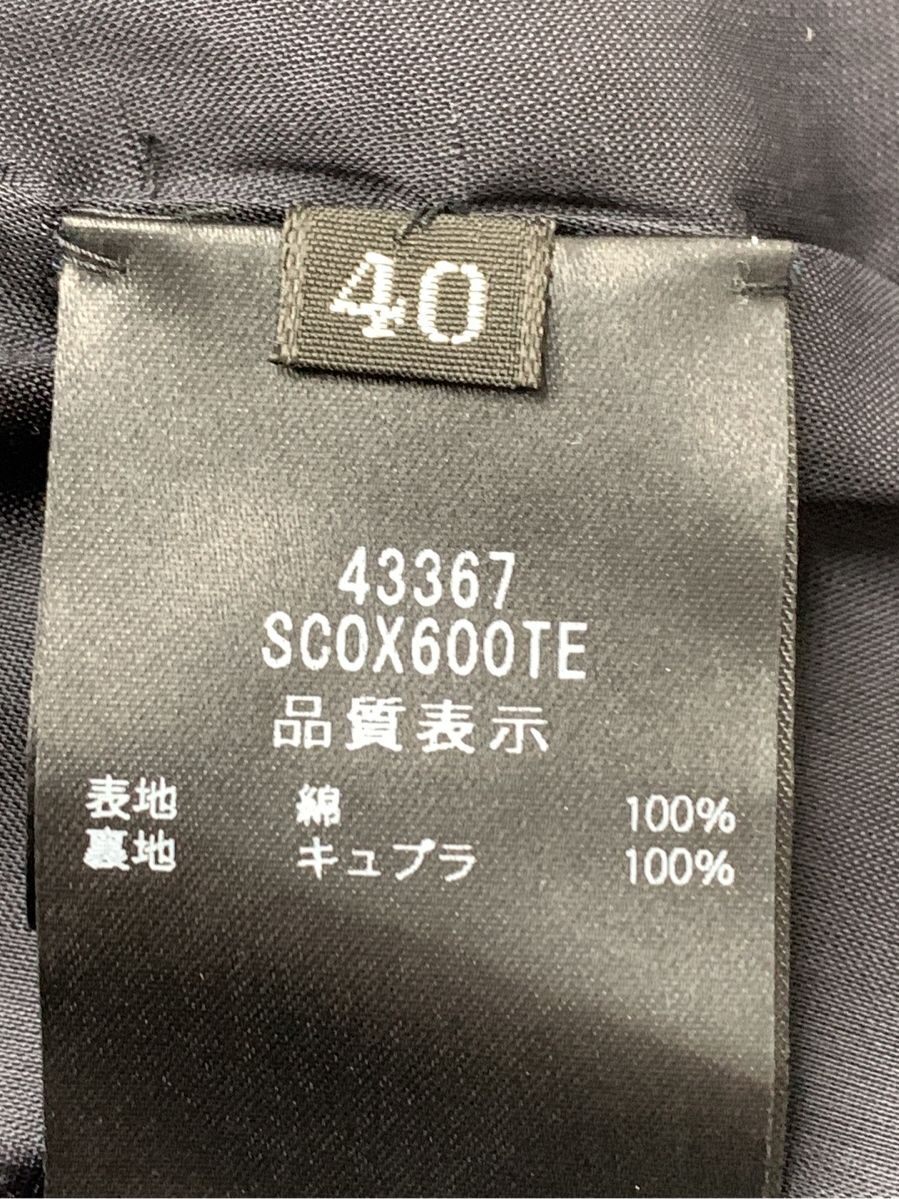 40
43367
SCOX600TE
品質表示
表地 綿 100%
裏地 キュプラ 100%